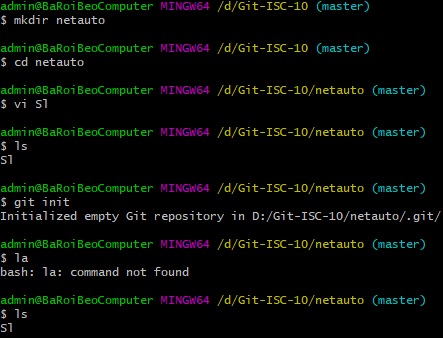 admin@BaRoiBeoComputer MINGW64 /d/Git-ISC-10 (master)
$ mkdir netauto
admin@BaRoiBeoComputer MINGW64 /d/Git-ISC-10 (master)
$ cd netauto
admin@BaRoiBeoComputer MINGW64 /d/Git-ISC-10/netauto (master)
$ vi Sl
admin@BaRoiBeoComputer MINGW64 /d/Git-ISC-10/netauto (master)
$ ls
Sl
admin@BaRoiBeoComputer MINGW64 /d/Git-ISC-10/netauto (master)
$ git init
Initialized empty Git repository in D:/Git-ISC-10/netauto/.git/
admin@BaRoiBeoComputer MINGW64 /d/Git-ISC-10/netauto (master)
$ la
bash: la: command not found
admin@BaRoiBeoComputer MINGW64 /d/Git-ISC-10/netauto (master)
$ ls
Sl